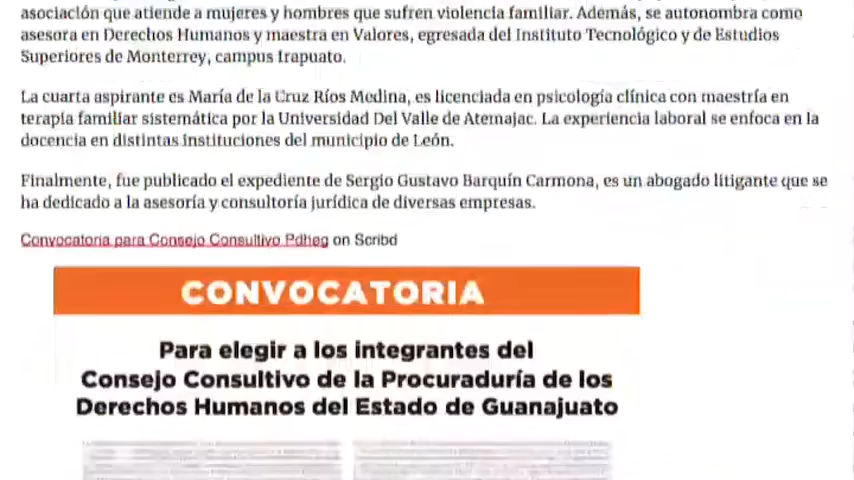 asociación que atiende a mujeres y hombres que sufren violencia familiar. Además, se autonombra como
asesora en Derechos Humanos y maestra en Valores, egresada del Instituto Tecnológico y de Estudios
Superiores de Monterrey, campus Irapuato.
La cuarta aspirante es María de la Cruz Ríos Medina, es licenciada en psicología clínica con maestría en
terapia familiar sistemática por la Universidad Del Valle de Atemajac. La experiencia laboral se enfoca en la
docencia en distintas instituciones del municipio de León.
Finalmente, fue publicado el expediente de Sergio Gustavo Barquín Carmona, es un abogado litigante que se
ha dedicado a la asesoría y consultoría jurídica de diversas empresas.
Convocatoria para Consejo Consultivo Pdheg on Scribd
CONVOCATORIA
Para elegir a los integrantes del
Consejo Consultivo de la Procuraduría de los
Derechos Humanos del Estado de Guanajuato